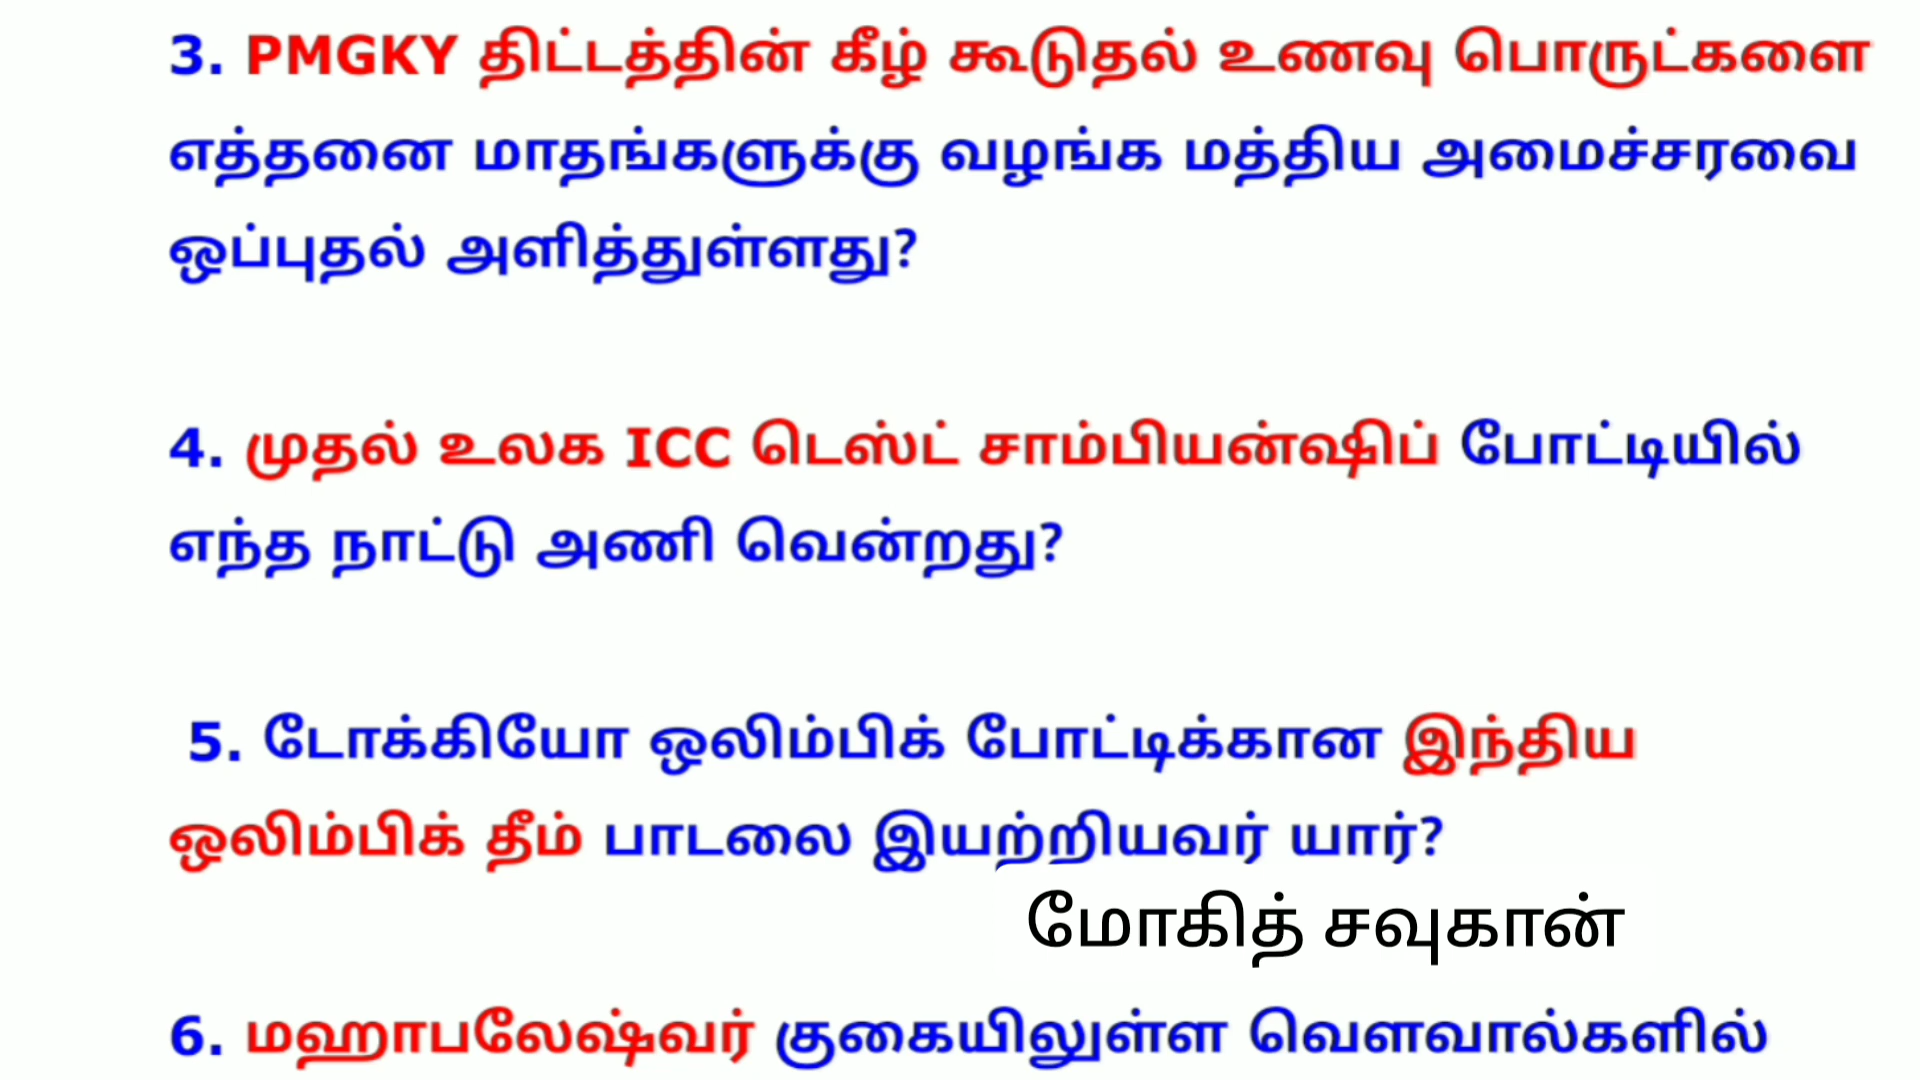 3. PMGKY திட்டத்தின் கீழ் கூடுதல் உணவு பொருட்களை
எத்தனை மாதங்களுக்கு வழங்க மத்திய அமைச்சரவை
ஒப்புதல் அளித்துள்ளது?
4. முதல் உலக ICC டெஸ்ட் சாம்பியன்ஷிப் போட்டியில்
எந்த நாட்டு அணி வென்றது?
5. டோக்கியோ ஒலிம்பிக் போட்டிக்கான இந்திய
ஒலிம்பிக் தீம் பாடலை இயற்றியவர் யார்?
மோகித் சவுகான்
6. மஹாபலேஷ்வர் குகையிலுள்ள வெளவால்களில்